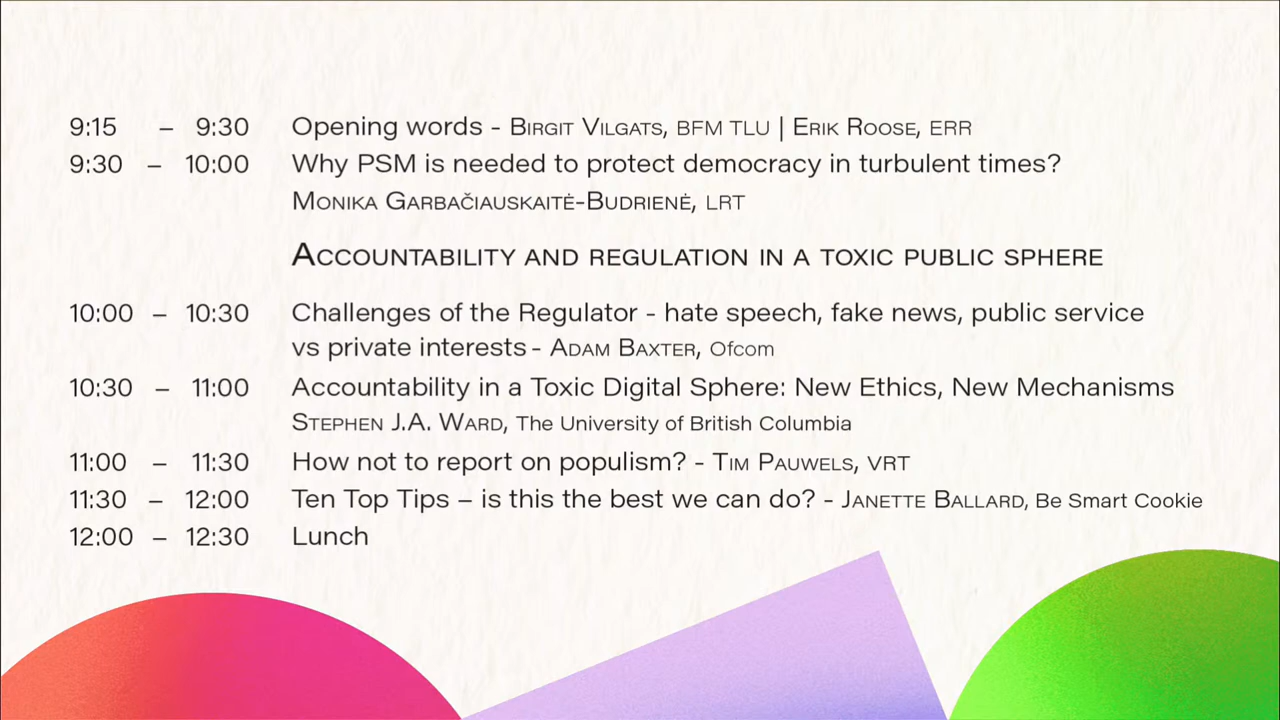 9:15 – 9:30 Opening words - Birgit Vilgats, BFM TLU | Erik Roose, ERR
9:30 – 10:00 Why PSM is needed to protect democracy in turbulent times?
Monika Garbačiauskaitė-Budrienė, LRT
Accountability and regulation in a toxic public sphere
10:00 – 10:30 Challenges of the Regulator - hate speech, fake news, public service
vs private interests - Adam Baxter, Ofcom
10:30 – 11:00 Accountability in a Toxic Digital Sphere: New Ethics, New Mechanisms
Stephen J.A. Ward, The University of British Columbia
11:00 – 11:30 How not to report on populism? - Tim Pauwels, VRT
11:30 – 12:00 Ten Top Tips – is this the best we can do? - Janette Ballard, Be Smart Cookie
12:00 – 12:30 Lunch